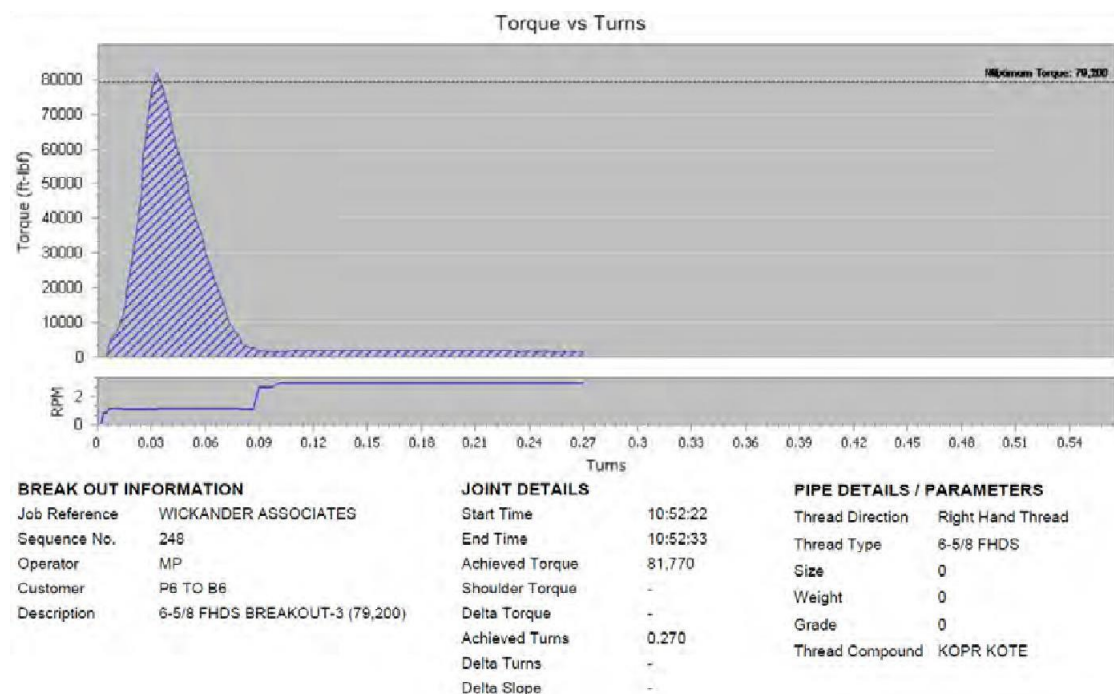 Torque vs Turns
Torque (ft-lbf)
80000
70000
60000
50000
40000
30000
20000
10000
0
Torque: 79,200
RPM
2
0
0 0.03 0.06 0.09 0.12 0.15 0.18 0.21 0.24 0.27 0.3 0.33 0.36 0.39 0.42 0.45 0.48 0.51 0.54
Turns
BREAK OUT INFORMATION
Job Reference WICKANDER ASSOCIATES
Sequence No. 248
Operator MP
Customer P6 TO B6
Description 6-5/8 FHDS BREAKOUT-3 (79,200)
JOINT DETAILS
Start Time 10:52:22
End Time 10:52:33
Achieved Torque 81,770
Shoulder Torque -
Delta Torque -
Achieved Turns 0.270
Delta Turns -
Delta Slope -
PIPE DETAILS / PARAMETERS
Thread Direction Right Hand Thread
Thread Type 6-5/8 FHDS
Size 0
Weight 0
Grade 0
Thread Compound KOPR KOTE